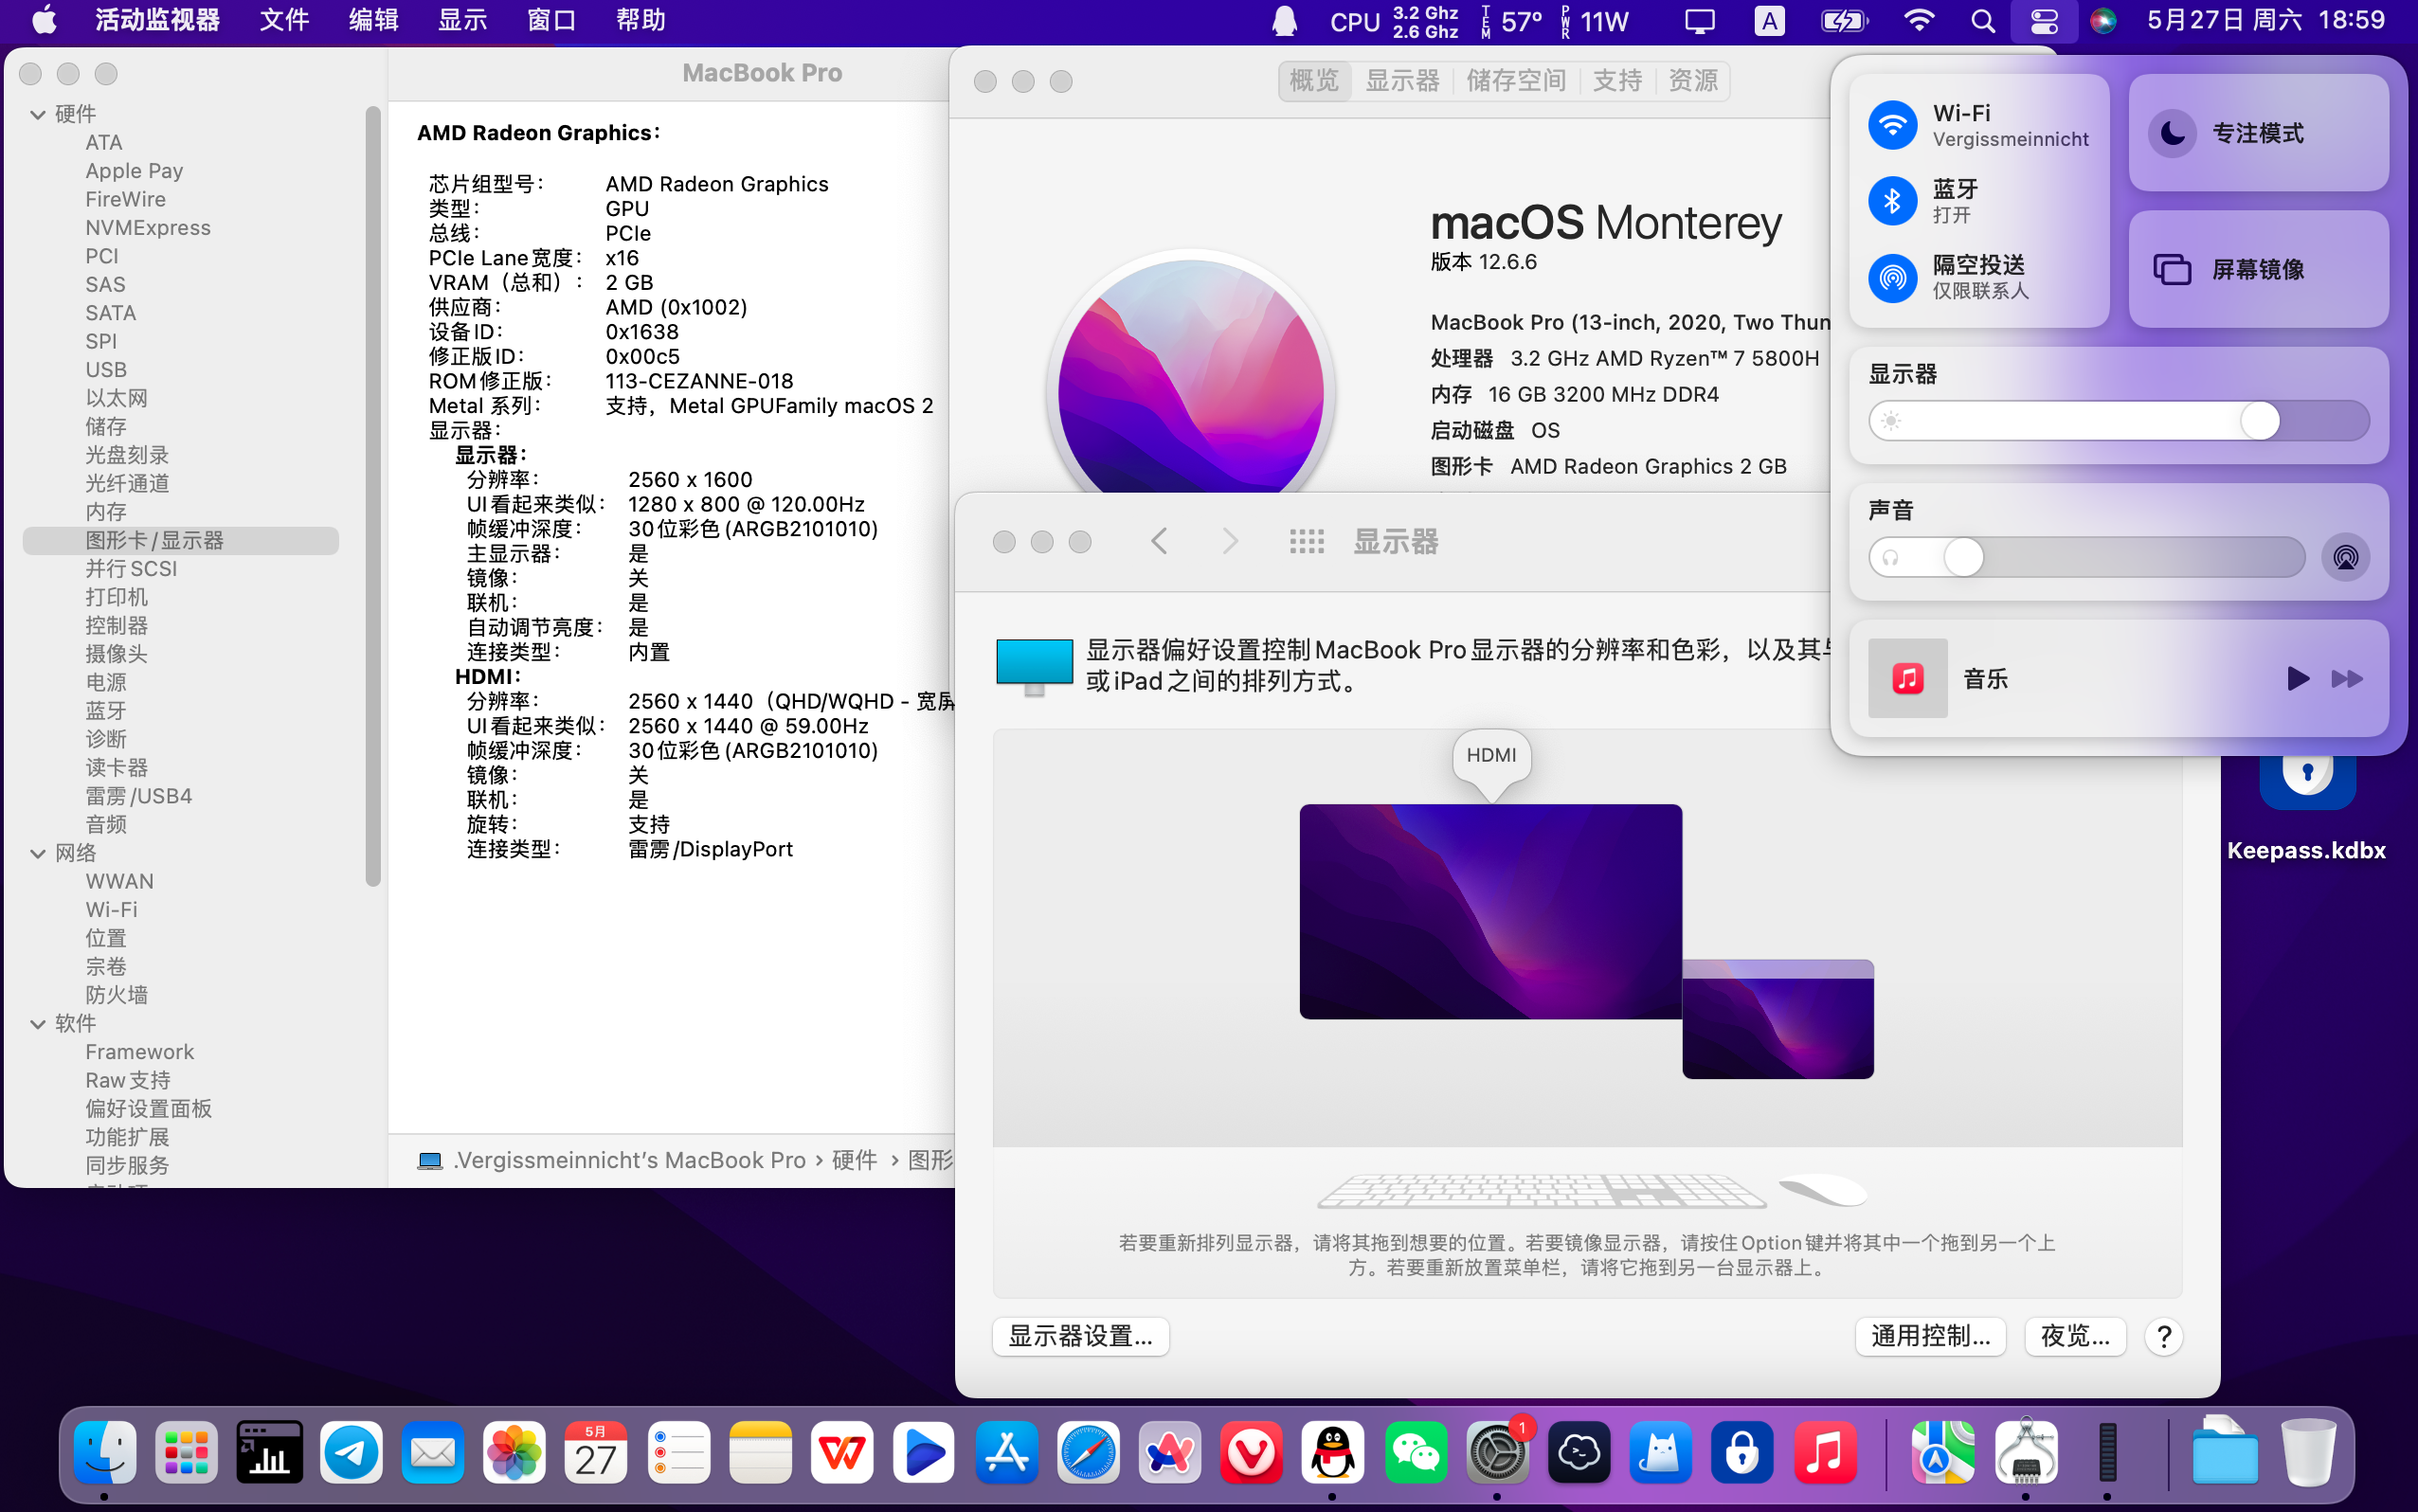 活动监视器 文件 编辑 显示 窗口 帮助
CPU 3.2 Ghz 2.6 Ghz TEM 57° PWR 11W A 5月27日 周六 18:59
MacBook Pro
硬件
ATA
Apple Pay
FireWire
NVMExpress
PCI
SAS
SATA
SPI
USB
以太网
储存
光盘刻录
光纤通道
内存
图形卡/显示器
并行SCSI
打印机
控制器
摄像头
电源
蓝牙
诊断
读卡器
雷雳/USB4
音频
网络
WWAN
Wi-Fi
位置
宗卷
防火墙
软件
Framework
Raw支持
偏好设置面板
功能扩展
同步服务
AMD Radeon Graphics：
芯片组型号： AMD Radeon Graphics
类型： GPU
总线： PCIe
PCIe Lane宽度： x16
VRAM（总和）： 2 GB
供应商： AMD (0x1002)
设备ID： 0x1638
修正版ID： 0x00c5
ROM修正版： 113-CEZANNE-018
Metal 系列： 支持，Metal GPUFamily macOS 2
显示器：
显示器：
分辨率： 2560 x 1600
UI看起来类似： 1280 x 800 @ 120.00Hz
帧缓冲深度： 30位彩色 (ARGB2101010)
主显示器： 是
镜像： 关
联机： 是
自动调节亮度： 是
连接类型： 内置
HDMI：
分辨率： 2560 x 1440（QHD/WQHD - 宽屏
UI看起来类似： 2560 x 1440 @ 59.00Hz
帧缓冲深度： 30位彩色 (ARGB2101010)
镜像： 关
联机： 是
旋转： 支持
连接类型： 雷雳/DisplayPort
.Vergissmeinnicht's MacBook Pro › 硬件 › 图形
概览 显示器 储存空间 支持 资源
macOS Monterey
版本 12.6.6
MacBook Pro (13-inch, 2020, Two Thun
处理器 3.2 GHz AMD Ryzen™ 7 5800H
内存 16 GB 3200 MHz DDR4
启动磁盘 OS
图形卡 AMD Radeon Graphics 2 GB
显示器
显示器偏好设置控制MacBook Pro显示器的分辨率和色彩，以及其
或iPad之间的排列方式。
HDMI
若要重新排列显示器，请将其拖到想要的位置。若要镜像显示器，请按住Option键并将其中一个拖到另一个上
方。若要重新放置菜单栏，请将它拖到另一台显示器上。
显示器设置... 通用控制... 夜览... ?
Wi-Fi
Vergissmeinnicht
蓝牙
打开
隔空投送
仅限联系人
专注模式
屏幕镜像
显示器
声音
音乐
Keepass.kdbx
5月
27
1